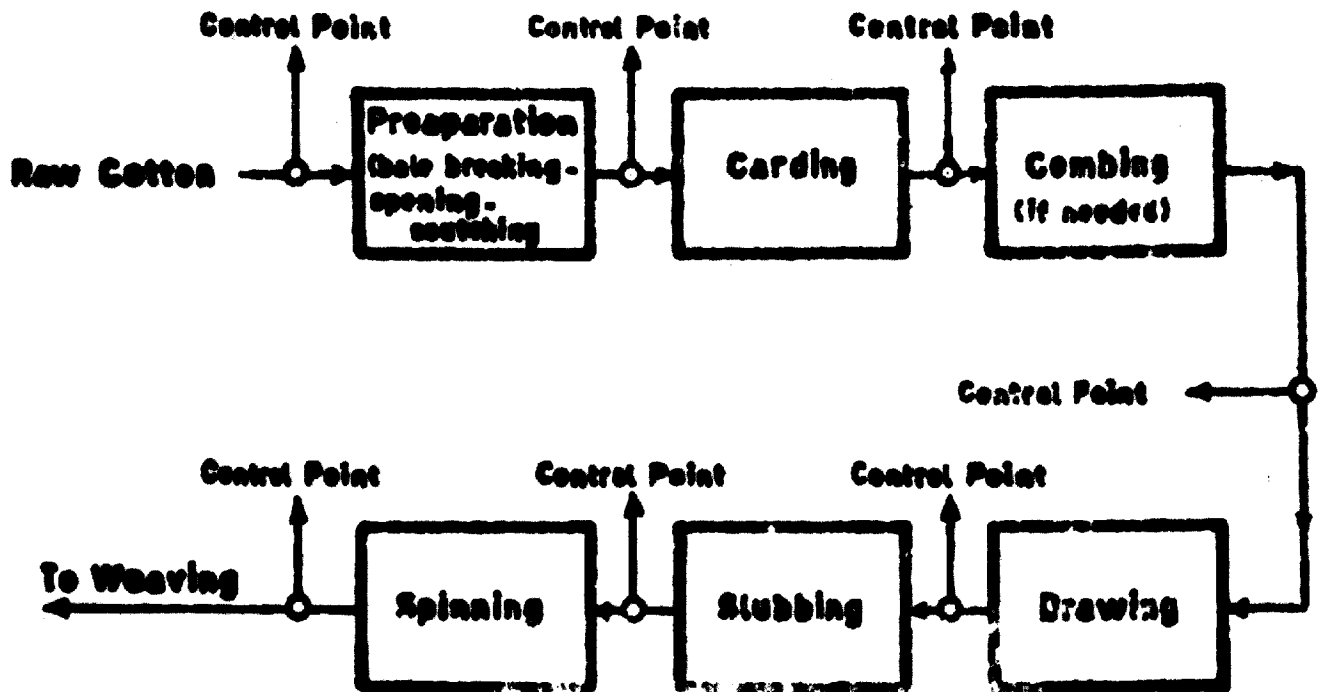 Control Point
Control Point
Control Point
Raw Cotton
Preaparation
(bale breaking-
opening-
scutching
Carding
Combing
(if needed)
Control Point
Control Point
Control Point
Control Point
To Weaving
Spinning
Slubbing
Drawing